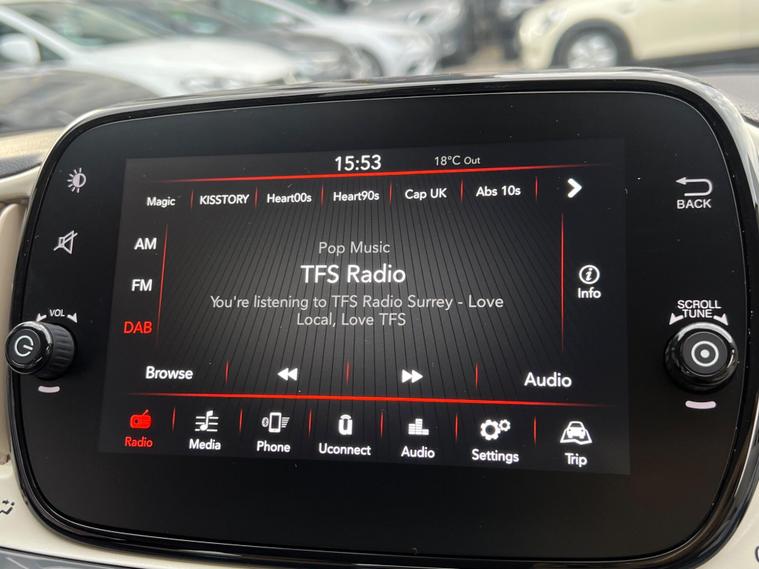 15:53 18°C Out
Magic KISSTORY Heart00s Heart90s Cap UK Abs 10s
BACK
AM
FM
DAB
Pop Music
TFS Radio
You're listening to TFS Radio Surrey - Love
Local, Love TFS
Info
VOL
SCROLL
TUNE
Browse Audio
Radio Media Phone Uconnect Audio Settings Trip